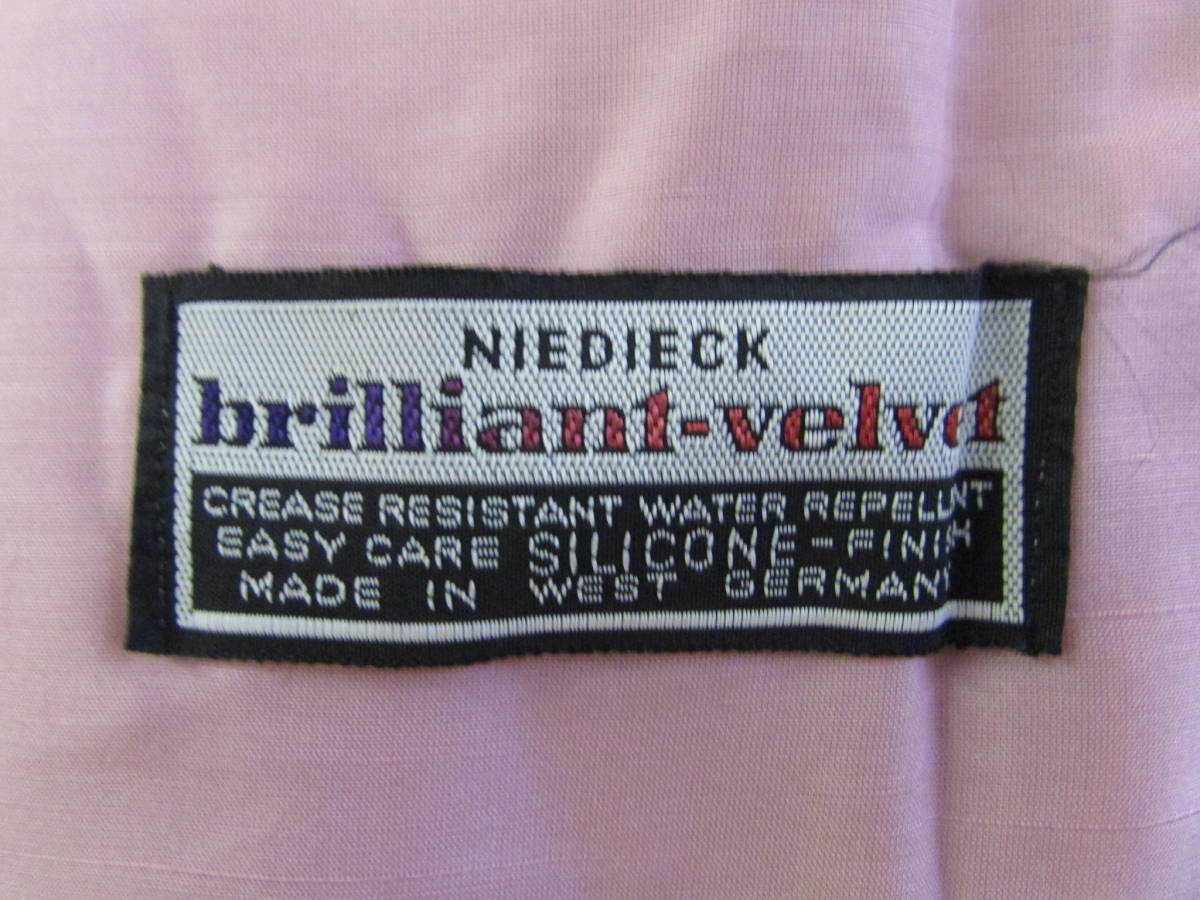 NIEDIECK
brilliant-velvet
CREASE RESISTANT WATER REPELLENT
EASY CARE SILICONE-FINISH
MADE IN WEST GERMANY